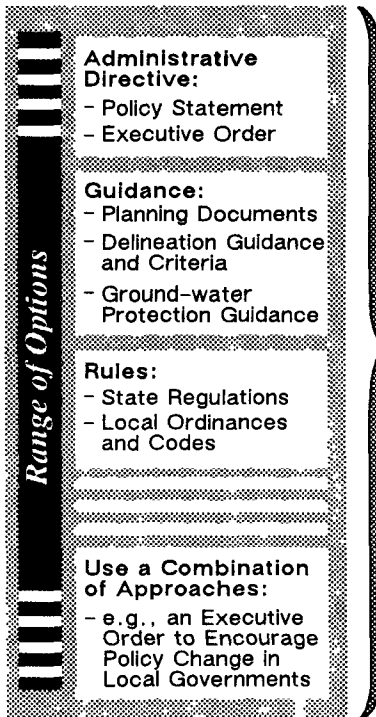 Range of Options
Administrative
Directive:
- Policy Statement
- Executive Order
Guidance:
- Planning Documents
- Delineation Guidance
and Criteria
- Ground-water
Protection Guidance
Rules:
- State Regulations
- Local Ordinances
and Codes
Use a Combination
of Approaches:
- e.g., an Executive
Order to Encourage
Policy Change in
Local Governments